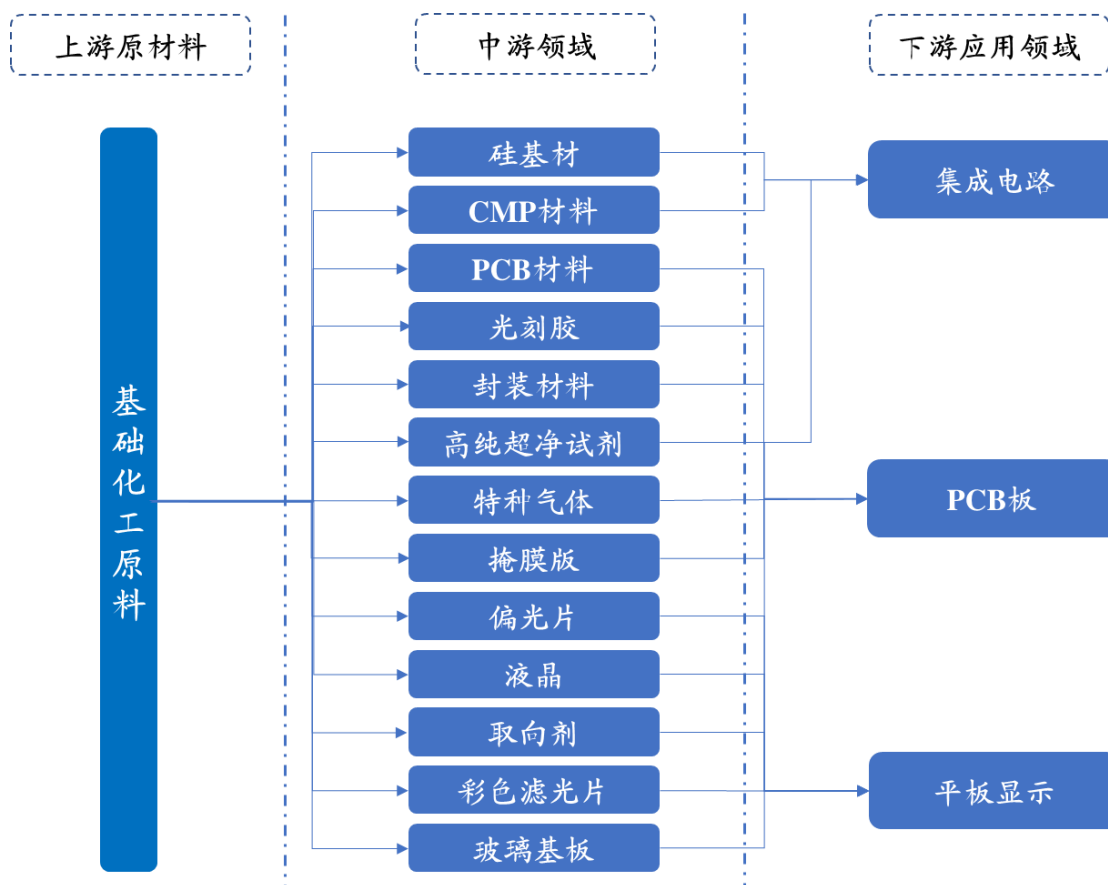 上游原材料
中游领域
下游应用领域
基础化工原料
硅基材
CMP材料
PCB材料
光刻胶
封装材料
高纯超净试剂
特种气体
掩膜版
偏光片
液晶
取向剂
彩色滤光片
玻璃基板
集成电路
PCB板
平板显示